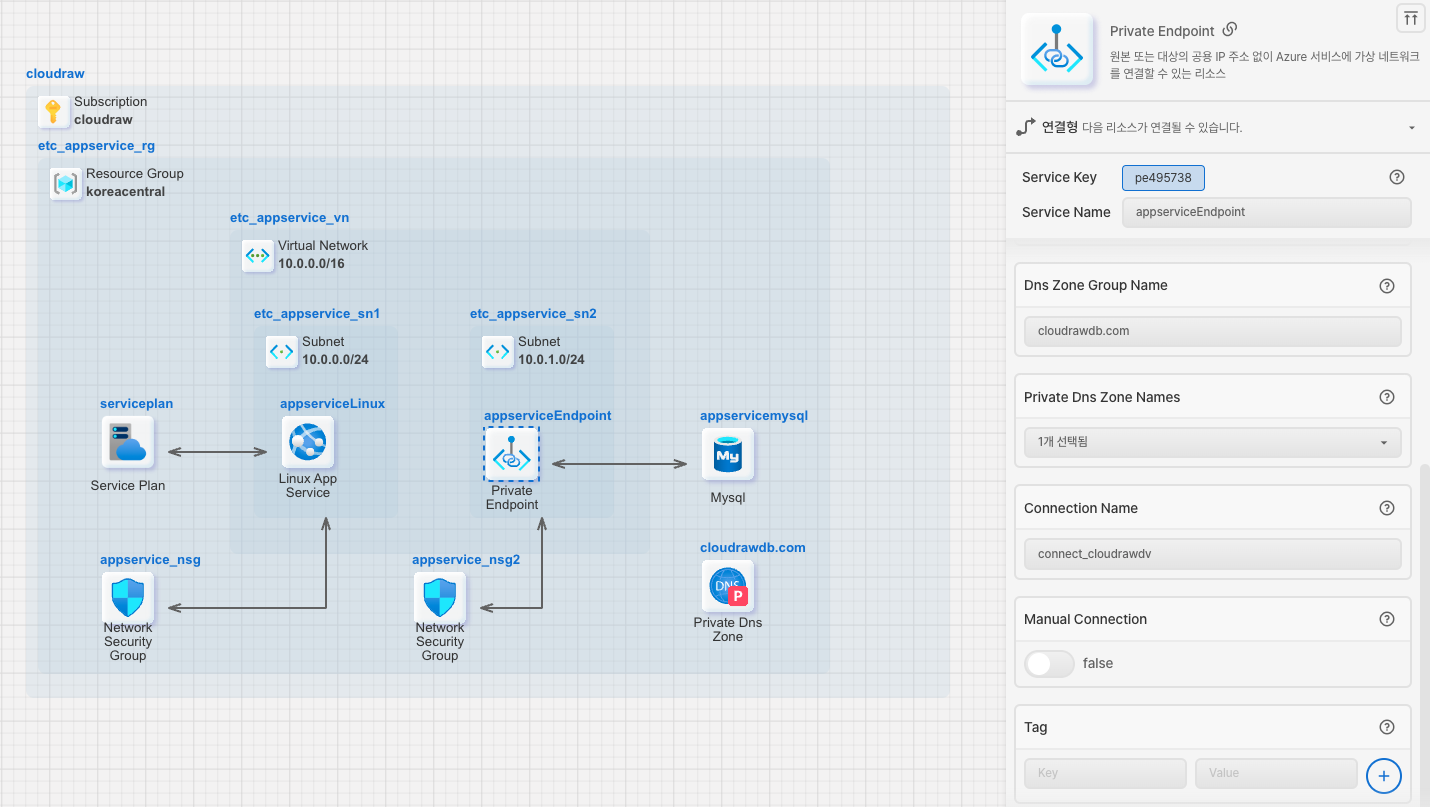 cloudraw
Subscription
cloudraw
etc_appservice_rg
Resource Group
koreacentral
etc_appservice_vn
Virtual Network
10.0.0.0/16
etc_appservice_sn1
Subnet
10.0.0.0/24
etc_appservice_sn2
Subnet
10.0.1.0/24
serviceplan
Service Plan
appserviceLinux
Linux App
Service
appserviceEndpoint
Private
Endpoint
appservicemysql
My
Mysql
appservice_nsg
Network
Security
Group
appservice_nsg2
Network
Security
Group
cloudrawdb.com
DNS
P
Private Dns
Zone
Private Endpoint
원본 또는 대상의 공용 IP 주소 없이 Azure 서비스에 가상 네트워크
를 연결할 수 있는 리소스
연결형 다음 리소스가 연결될 수 있습니다.
Service Key pe495738 ?
Service Name appserviceEndpoint
Dns Zone Group Name ?
cloudrawdb.com
Private Dns Zone Names ?
1개 선택됨
Connection Name ?
connect_cloudrawdv
Manual Connection ?
false
Tag ?
Key Value +